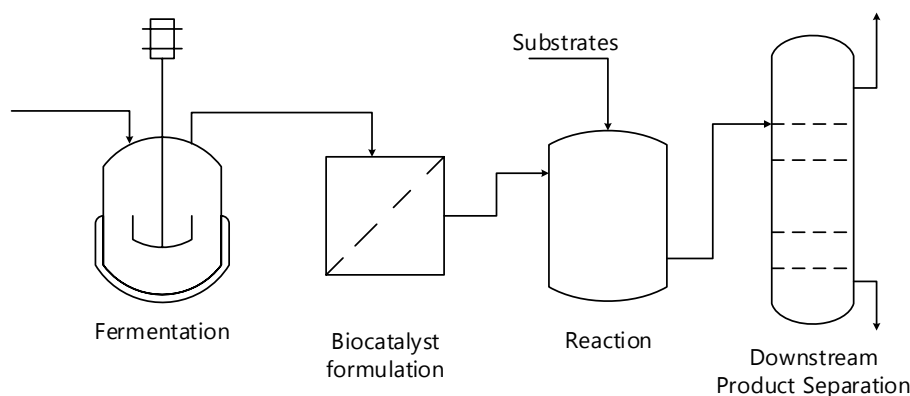 Substrates
Fermentation
Biocatalyst
formulation
Reaction
Downstream
Product Separation